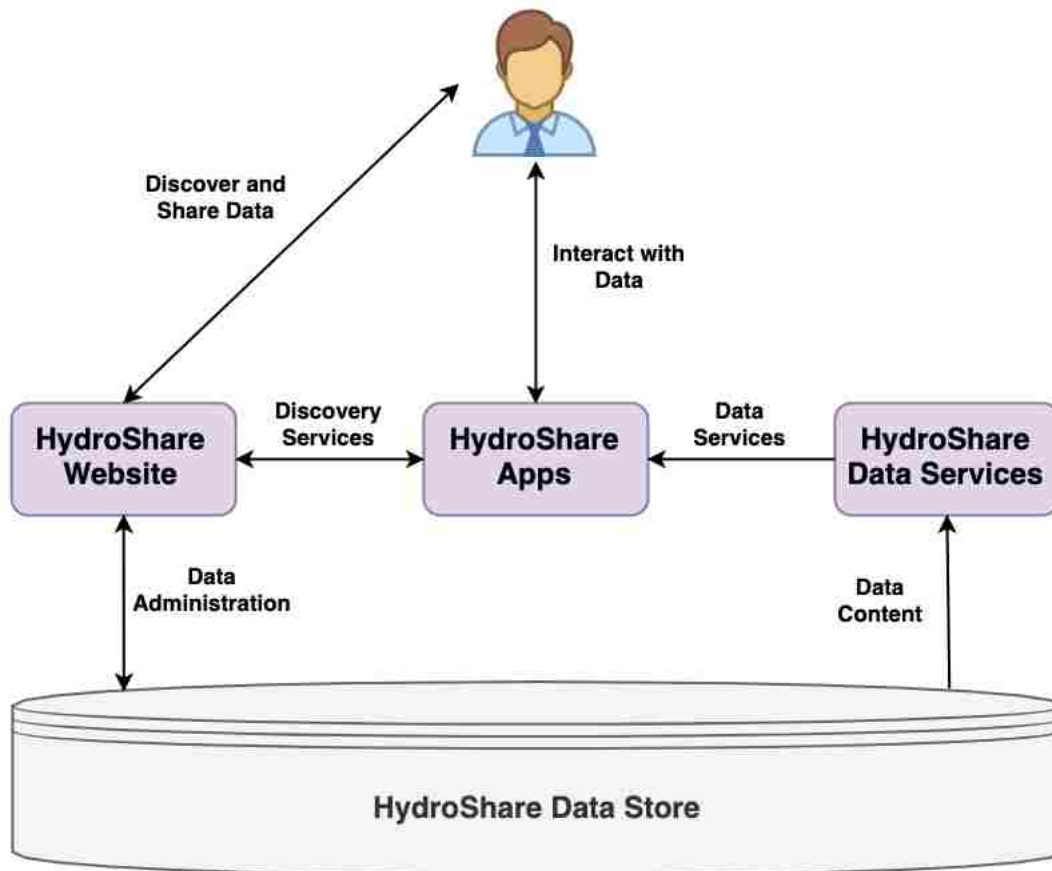 Discover and
Share Data
Interact with
Data
HydroShare
Website
Discovery
Services
HydroShare
Apps
Data
Services
HydroShare
Data Services
Data
Administration
Data
Content
HydroShare Data Store